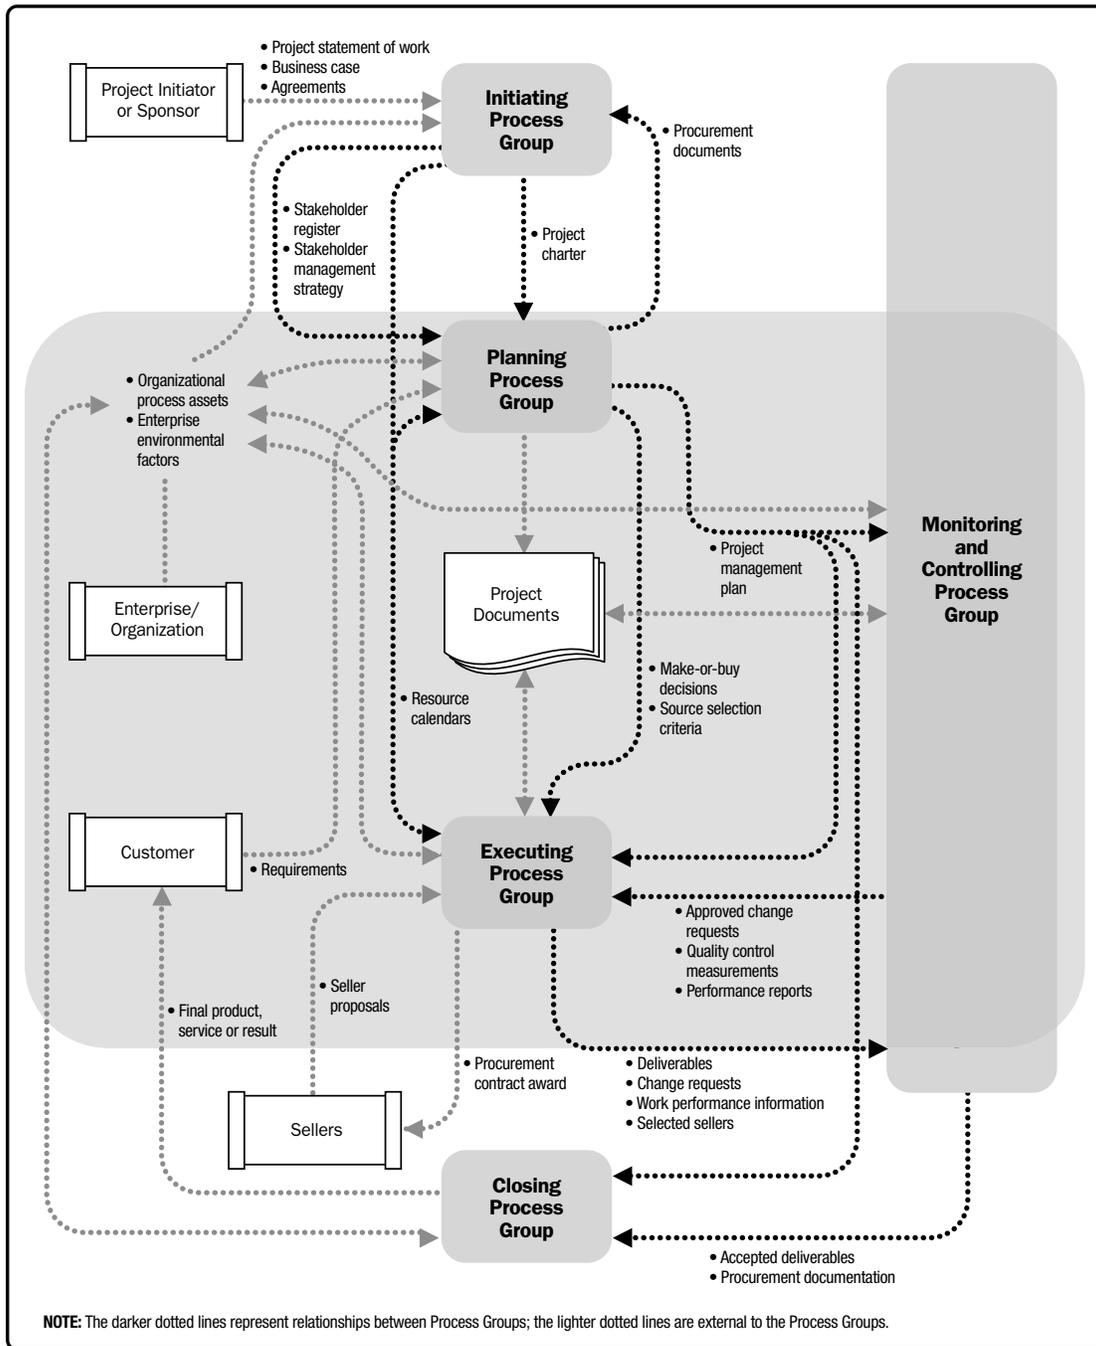 • Project statement of work
• Business case
• Agreements
Project Initiator
or Sponsor
Initiating
Process
Group
• Procurement
documents
• Stakeholder
register
• Stakeholder
management
strategy
• Project
charter
Planning
Process
Group
• Organizational
process assets
• Enterprise
environmental
factors
Monitoring
and
Controlling
Process
Group
• Project
management
plan
Enterprise/
Organization
Project
Documents
• Resource
calendars
• Make-or-buy
decisions
• Source selection
criteria
Customer
• Requirements
Executing
Process
Group
• Approved change
requests
• Quality control
measurements
• Performance reports
• Seller
proposals
• Final product,
service or result
• Procurement
contract award
• Deliverables
• Change requests
• Work performance information
• Selected sellers
Sellers
Closing
Process
Group
• Accepted deliverables
• Procurement documentation
NOTE: The darker dotted lines represent relationships between Process Groups; the lighter dotted lines are external to the Process Groups.